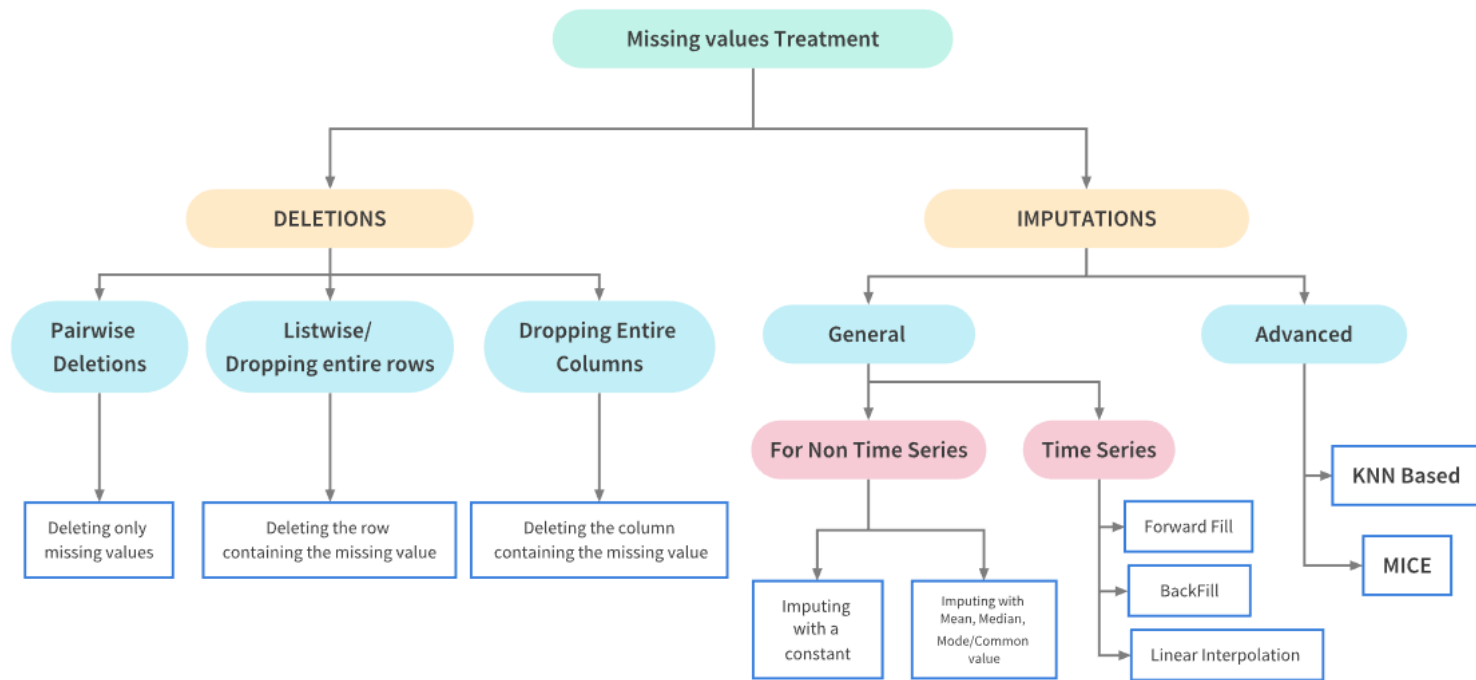 Missing values Treatment
DELETIONS
IMPUTATIONS
Pairwise
Deletions
Listwise/
Dropping entire rows
Dropping Entire
Columns
General
Advanced
For Non Time Series
Time Series
KNN Based
MICE
Deleting only
missing values
Deleting the row
containing the missing value
Deleting the column
containing the missing value
Forward Fill
BackFill
Linear Interpolation
Imputing
with a
constant
Imputing with
Mean, Median,
Mode/Common
value